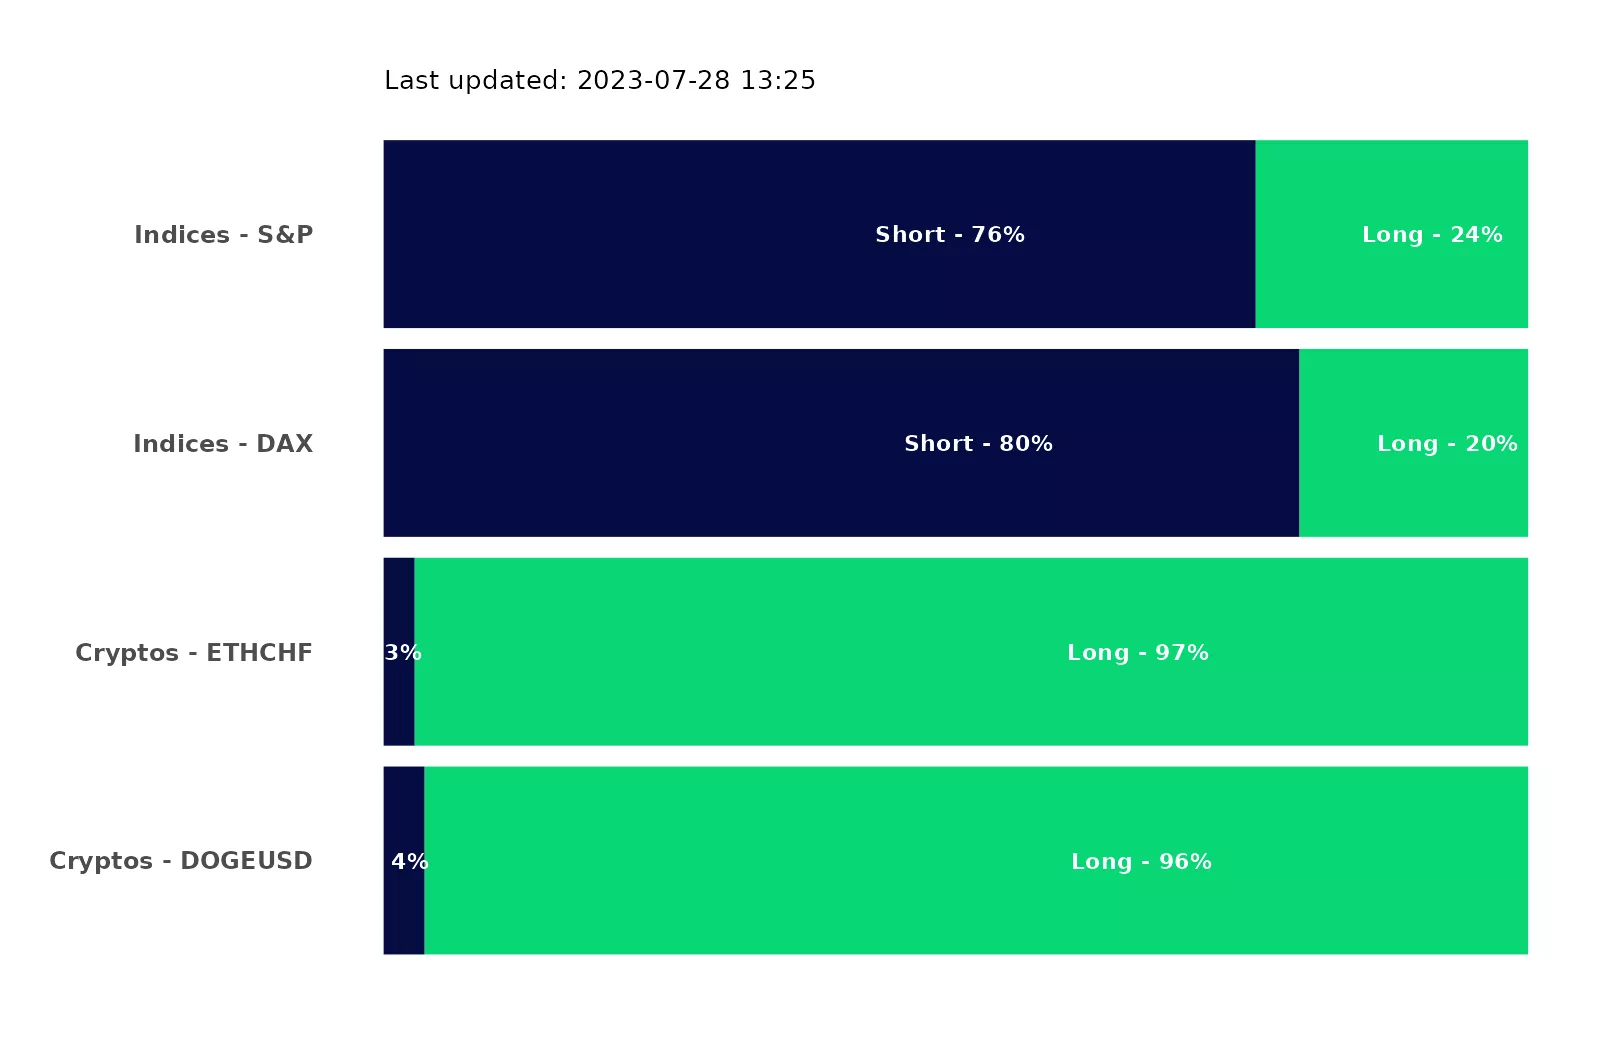 Last updated: 2023-07-28 13:25
Indices - S&P
Short - 76%
Long - 24%
Indices - DAX
Short - 80%
Long - 20%
Cryptos - ETHCHF
3%
Long - 97%
Cryptos - DOGEUSD
4%
Long - 96%